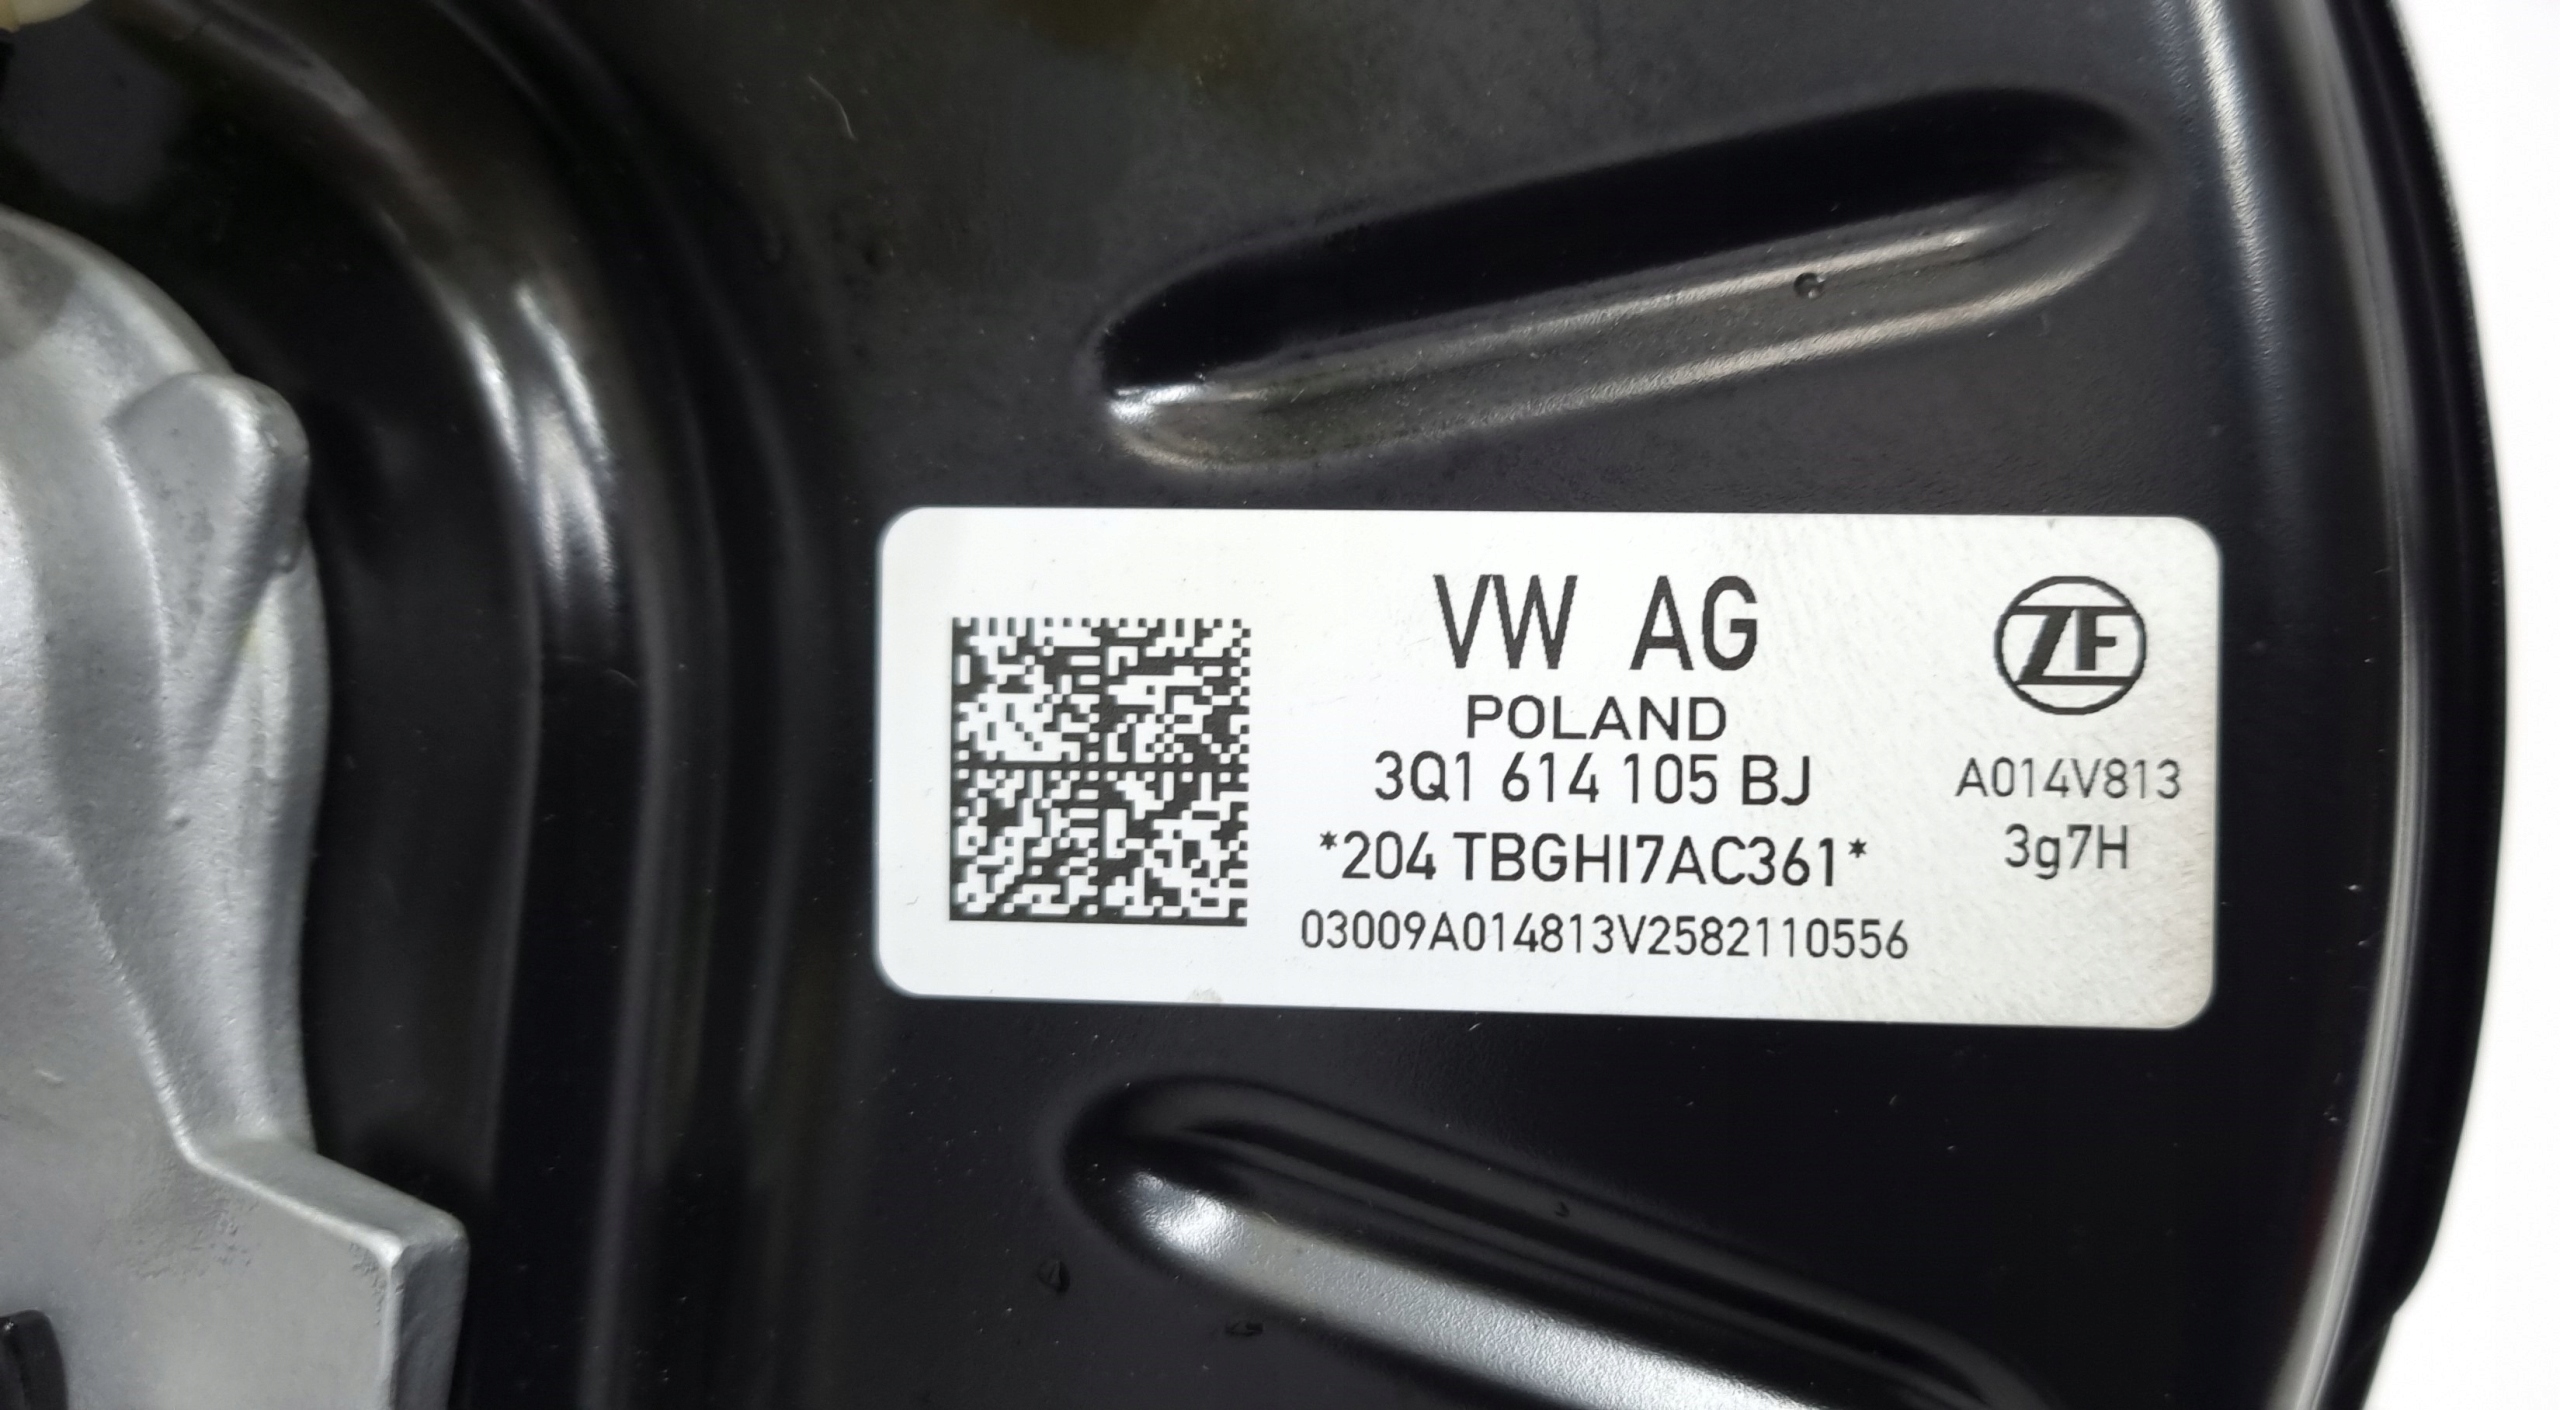 VW AG
POLAND
3Q1 614 105 BJ
*204 TBGHI7AC361*
03009A014813V2582110556
ZF
A014V813
3g7H